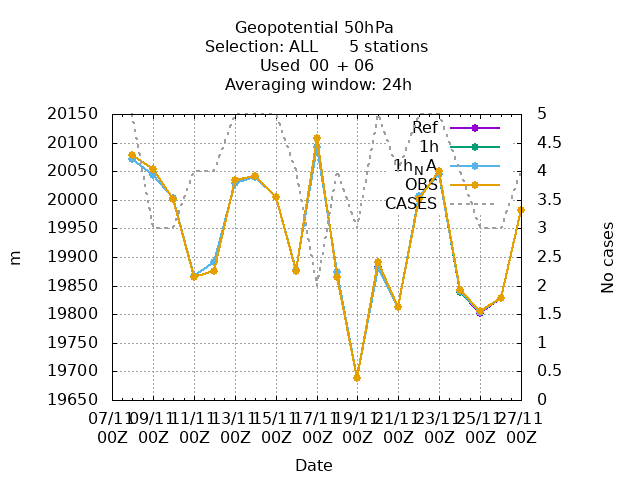 Geopotential 50hPa
Selection: ALL      5 stations
Used  00  + 06
Averaging window: 24h
20150
20100
20050
20000
19950
19900
19850
19800
19750
19700
19650
5
4.5
4
3.5
3
2.5
2
1.5
1
0.5
0
Ref
1h
1hNA
OBS
CASES
m
No cases
07/11 09/11 11/11 13/11 15/11 17/11 19/11 21/11 23/11 25/11 27/11
00Z 00Z 00Z 00Z 00Z 00Z 00Z 00Z 00Z 00Z 00Z
Date